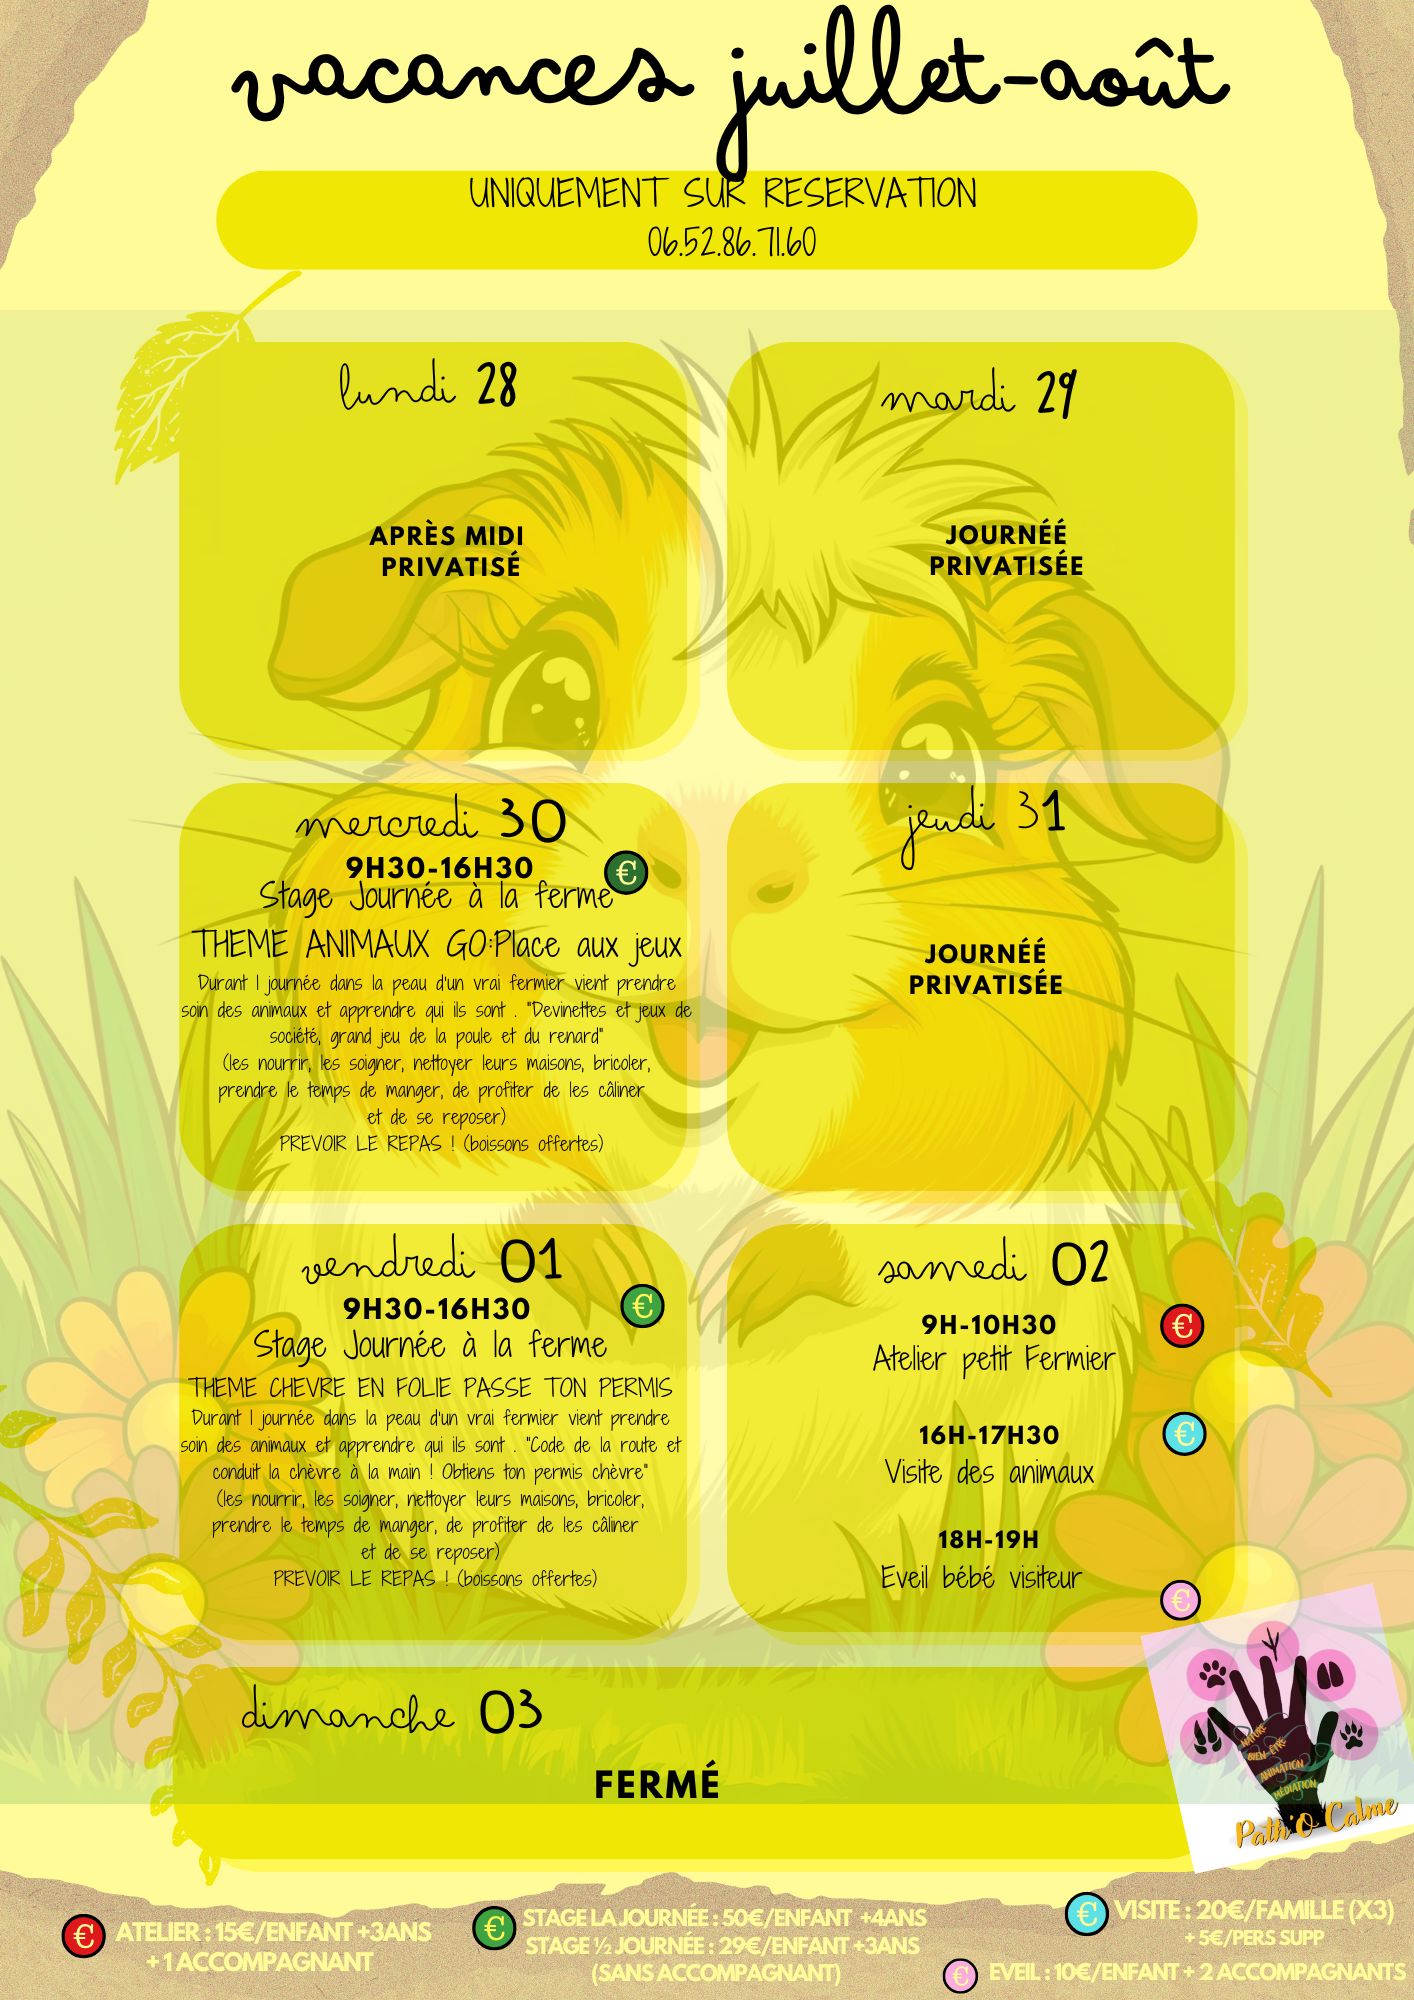 vacances juillet-août
UNIQUEMENT SUR RESERVATION
06.52.86.71.60
lundi 28
APRÈS MIDI
PRIVATISÉ
mardi 29
JOURNÉÉ
PRIVATISÉE
mercredi 30
9H30-16H30
€
Stage Journée à la ferme
THEME ANIMAUX GO:Place aux jeux
Durant 1 journée dans la peau d'un vrai fermier vient prendre
soin des animaux et apprendre qui ils sont . "Devinettes et jeux de
société, grand jeu de la poule et du renard"
(les nourrir, les soigner, nettoyer leurs maisons, bricoler,
prendre le temps de manger, de profiter de les câliner
et de se reposer)
PREVOIR LE REPAS ! (boissons offertes)
jeudi 31
JOURNÉÉ
PRIVATISÉE
vendredi 01
9H30-16H30
€
Stage Journée à la ferme
THEME CHEVRE EN FOLIE PASSE TON PERMIS
Durant 1 journée dans la peau d'un vrai fermier vient prendre
soin des animaux et apprendre qui ils sont . "Code de la route et
conduit la chèvre à la main ! Obtiens ton permis chèvre"
(les nourrir, les soigner, nettoyer leurs maisons, bricoler,
prendre le temps de manger, de profiter de les câliner
et de se reposer)
PREVOIR LE REPAS ! (boissons offertes)
samedi 02
9H-10H30
€
Atelier petit Fermier
16H-17H30
€
Visite des animaux
18H-19H
Eveil bébé visiteur
€
dimanche 03
FERMÉ
NATURE
BIEN-ÊTRE
ANIMATION
MÉDIATION
Path'O Calme
€ ATELIER : 15€/ENFANT +3ANS
+ 1 ACCOMPAGNANT
€ STAGE LA JOURNÉE : 50€/ENFANT +4ANS
STAGE ½ JOURNÉE : 29€/ENFANT +3ANS
(SANS ACCOMPAGNANT)
€ VISITE : 20€/FAMILLE (X3)
+ 5€/PERS SUPP
€ EVEIL : 10€/ENFANT + 2 ACCOMPAGNANTS